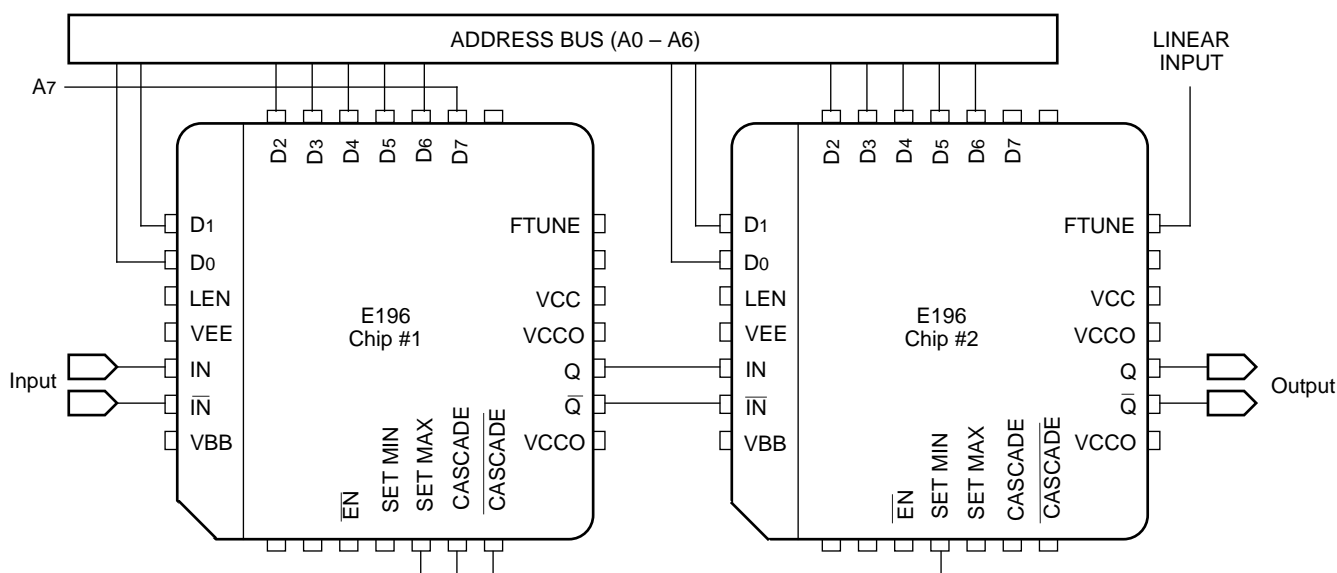 ADDRESS BUS (A0 – A6)
LINEAR
INPUT
A7
D2
D3
D4
D5
D6
D7
D1
D0
LEN
VEE
IN
IN
VBB
FTUNE
VCC
VCCO
Q
Q
VCCO
E196
Chip #1
EN
SET MIN
SET MAX
CASCADE
CASCADE
Input
D2
D3
D4
D5
D6
D7
D1
D0
LEN
VEE
IN
IN
VBB
FTUNE
VCC
VCCO
Q
Q
VCCO
E196
Chip #2
EN
SET MIN
SET MAX
CASCADE
CASCADE
Output